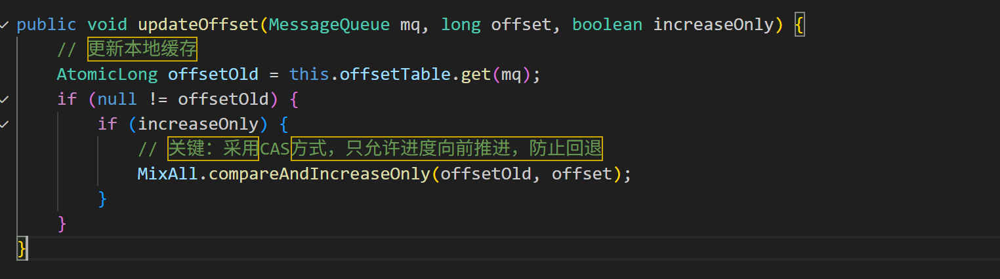 public void updateOffset(MessageQueue mq, long offset, boolean increaseOnly) {
    // 更新本地缓存
    AtomicLong offsetOld = this.offsetTable.get(mq);
    if (null != offsetOld) {
        if (increaseOnly) {
            // 关键：采用CAS方式，只允许进度向前推进，防止回退
            MixAll.compareAndIncreaseOnly(offsetOld, offset);
        }
    }
}